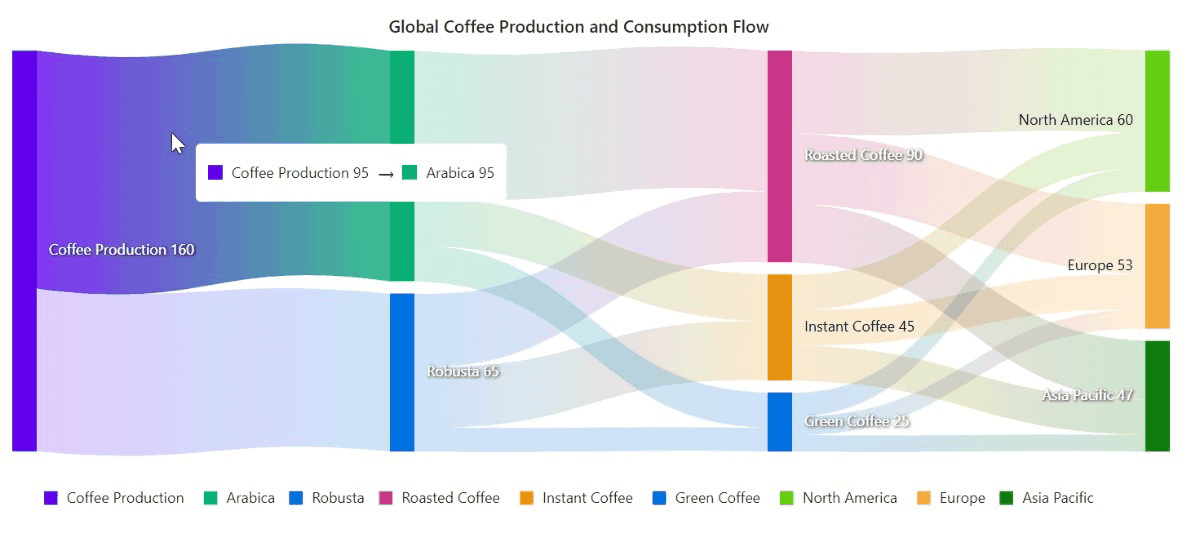 Global Coffee Production and Consumption Flow
North America 60
Roasted Coffee 90
Coffee Production 95 → Arabica 95
Coffee Production 160
Europe 53
Instant Coffee 45
Robusta 65
Asia Pacific 47
Green Coffee 25
Coffee Production Arabica Robusta Roasted Coffee Instant Coffee Green Coffee North America Europe Asia Pacific